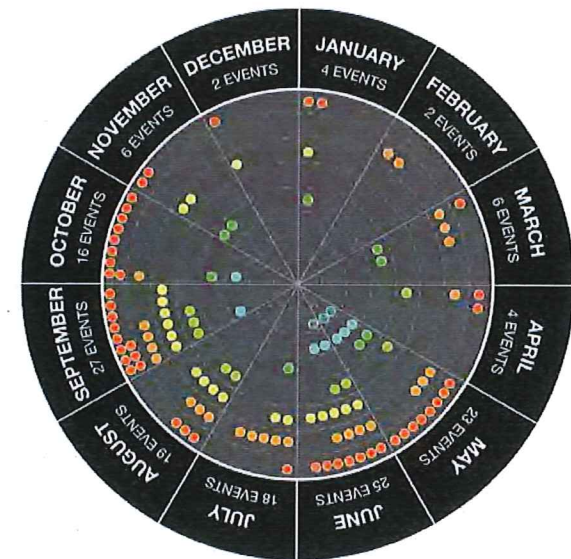 JANUARY
4 EVENTS
FEBRUARY
2 EVENTS
MARCH
6 EVENTS
APRIL
4 EVENTS
MAY
23 EVENTS
JUNE
25 EVENTS
JULY
18 EVENTS
AUGUST
19 EVENTS
SEPTEMBER
27 EVENTS
OCTOBER
16 EVENTS
NOVEMBER
6 EVENTS
DECEMBER
2 EVENTS